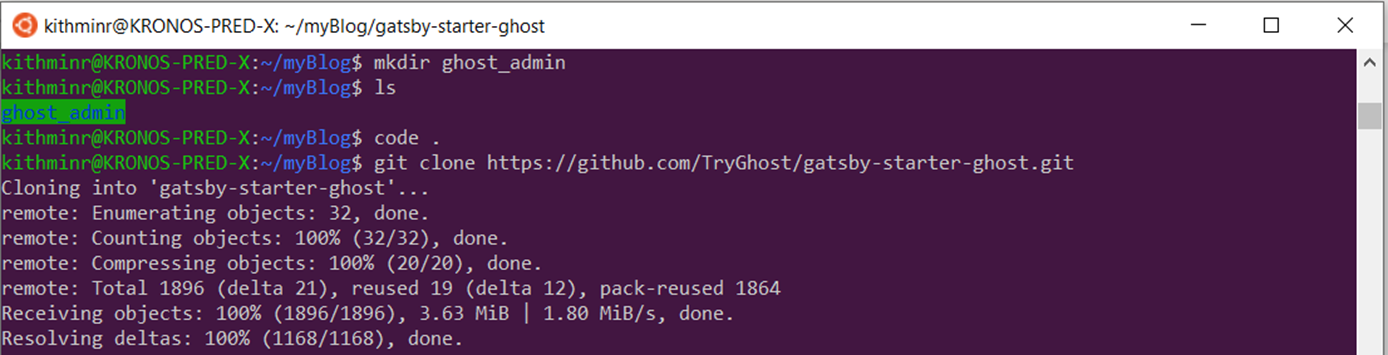 kithminr@KRONOS-PRED-X: ~/myBlog/gatsby-starter-ghost
kithminr@KRONOS-PRED-X:~/myBlog$ mkdir ghost_admin
kithminr@KRONOS-PRED-X:~/myBlog$ ls
ghost_admin
kithminr@KRONOS-PRED-X:~/myBlog$ code .
kithminr@KRONOS-PRED-X:~/myBlog$ git clone https://github.com/TryGhost/gatsby-starter-ghost.git
Cloning into 'gatsby-starter-ghost'...
remote: Enumerating objects: 32, done.
remote: Counting objects: 100% (32/32), done.
remote: Compressing objects: 100% (20/20), done.
remote: Total 1896 (delta 21), reused 19 (delta 12), pack-reused 1864
Receiving objects: 100% (1896/1896), 3.63 MiB | 1.80 MiB/s, done.
Resolving deltas: 100% (1168/1168), done.